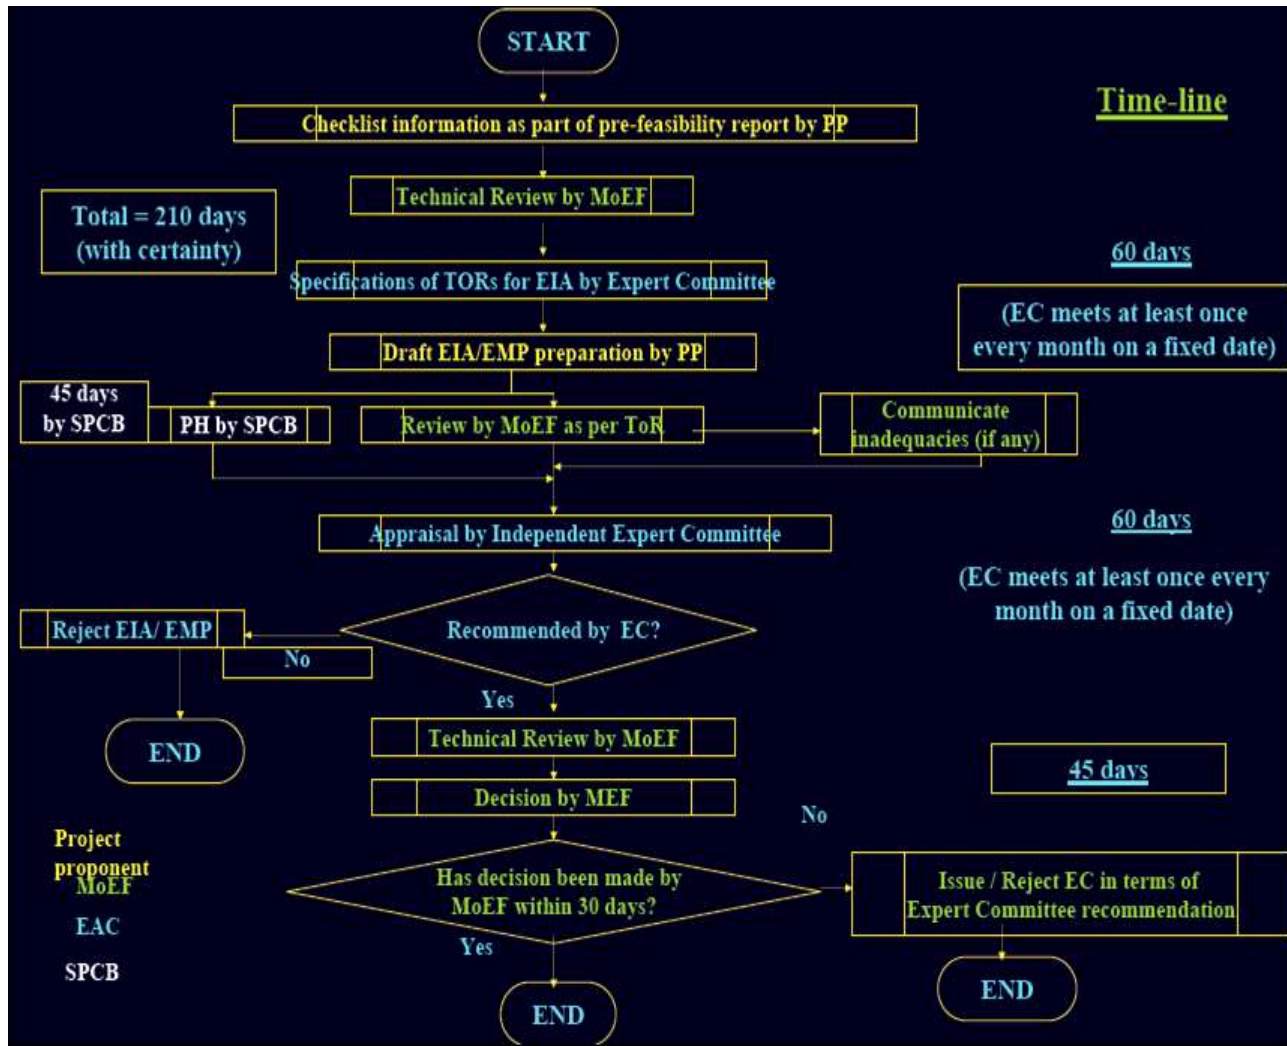 START
Time-line
Checklist information as part of pre-feasibility report by PP
Technical Review by MoEF
Total = 210 days
(with certainty)
60 days
Specifications of TORs for EIA by Expert Committee
(EC meets at least once
every month on a fixed date)
Draft EIA/EMP preparation by PP
45 days
by SPCB
PH by SPCB
Review by MoEF as per ToR
Communicate
inadequacies (if any)
Appraisal by Independent Expert Committee
60 days
(EC meets at least once every
month on a fixed date)
Recommended by EC?
Reject EIA/ EMP
No
Yes
END
Technical Review by MoEF
45 days
Decision by MEF
No
Project
proponent
MoEF
EAC
SPCB
Has decision been made by
MoEF within 30 days?
Issue / Reject EC in terms of
Expert Committee recommendation
Yes
END
END